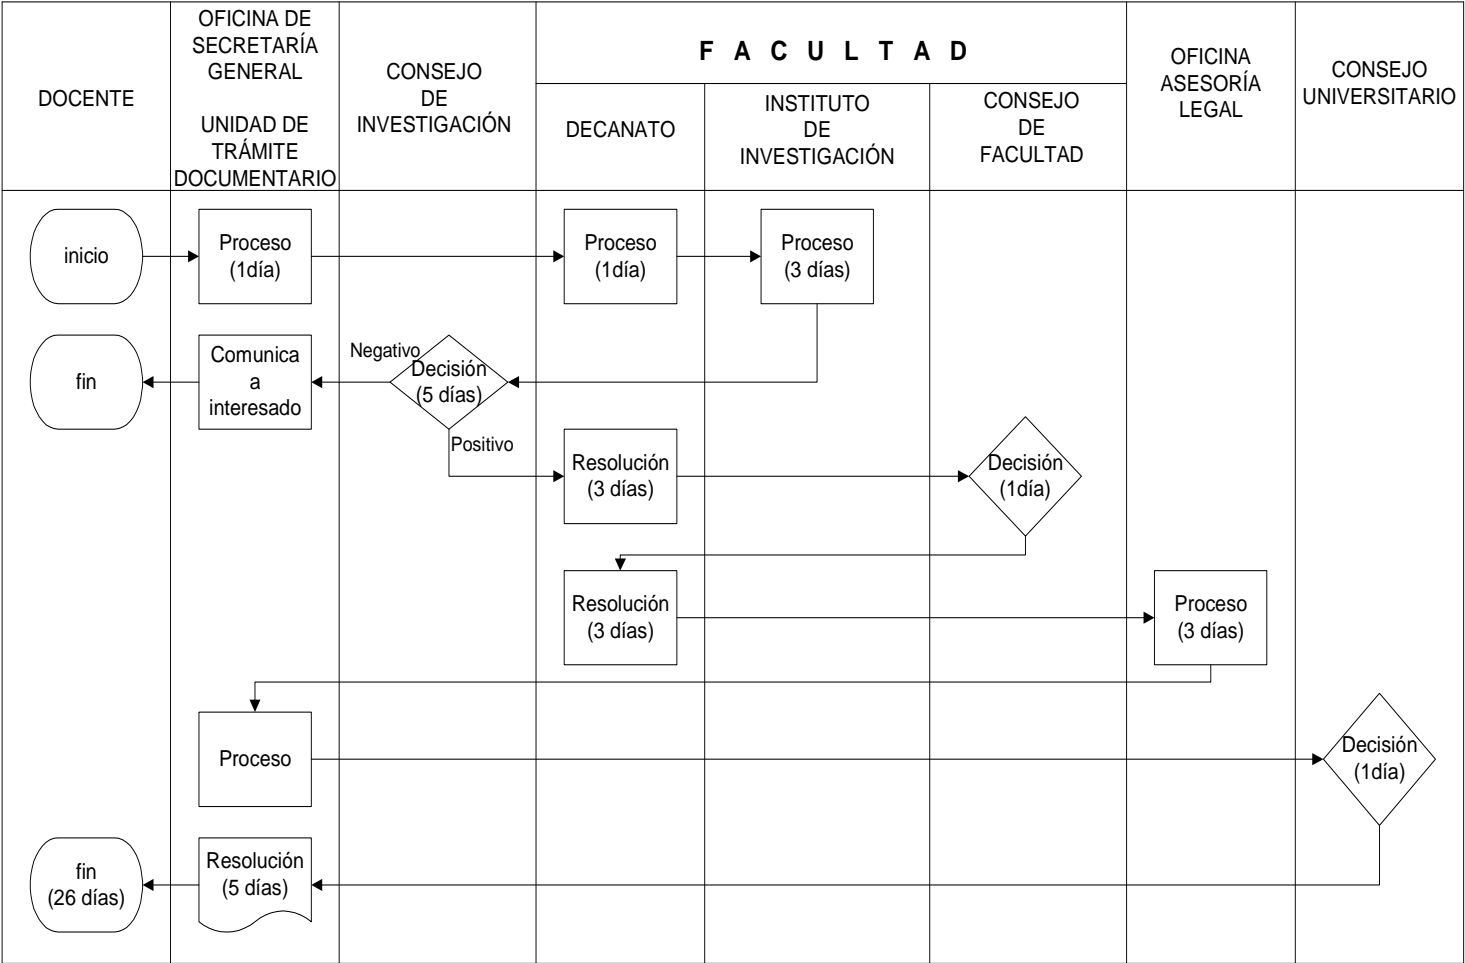 DOCENTE
OFICINA DE
SECRETARÍA
GENERAL
UNIDAD DE
TRÁMITE
DOCUMENTARIO
CONSEJO
DE
INVESTIGACIÓN
F A C U L T A D
DECANATO
INSTITUTO
DE
INVESTIGACIÓN
CONSEJO
DE
FACULTAD
OFICINA
ASESORÍA
LEGAL
CONSEJO
UNIVERSITARIO
inicio
Proceso
(1día)
Proceso
(1día)
Proceso
(3 días)
fin
Comunica
a
interesado
Negativo
Decisión
(5 días)
Positivo
Resolución
(3 días)
Decisión
(1día)
Resolución
(3 días)
Proceso
(3 días)
Proceso
Decisión
(1día)
fin
(26 días)
Resolución
(5 días)